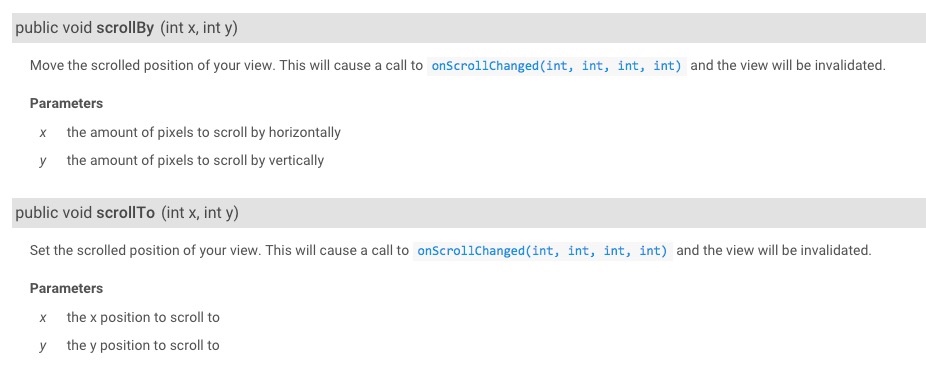 public void scrollBy (int x, int y)
Move the scrolled position of your view. This will cause a call to onScrollChanged(int, int, int, int) and the view will be invalidated.
Parameters
x the amount of pixels to scroll by horizontally
y the amount of pixels to scroll by vertically
public void scrollTo (int x, int y)
Set the scrolled position of your view. This will cause a call to onScrollChanged(int, int, int, int) and the view will be invalidated.
Parameters
x the x position to scroll to
y the y position to scroll to